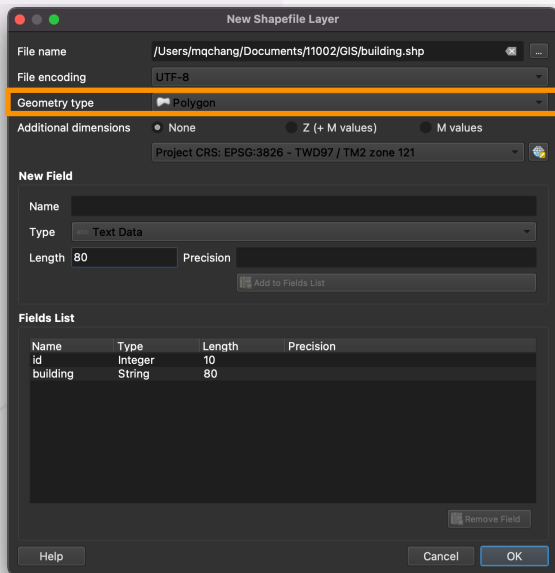 New Shapefile Layer
File name /Users/mqchang/Documents/11002/GIS/building.shp ...
File encoding UTF-8
Geometry type Polygon
Additional dimensions None Z (+ M values) M values
Project CRS: EPSG:3826 - TWD97 / TM2 zone 121
New Field
Name
Type Text Data
Length 80 Precision
Add to Fields List
Fields List
Name Type Length Precision
id Integer 10
building String 80
Remove Field
Help Cancel OK